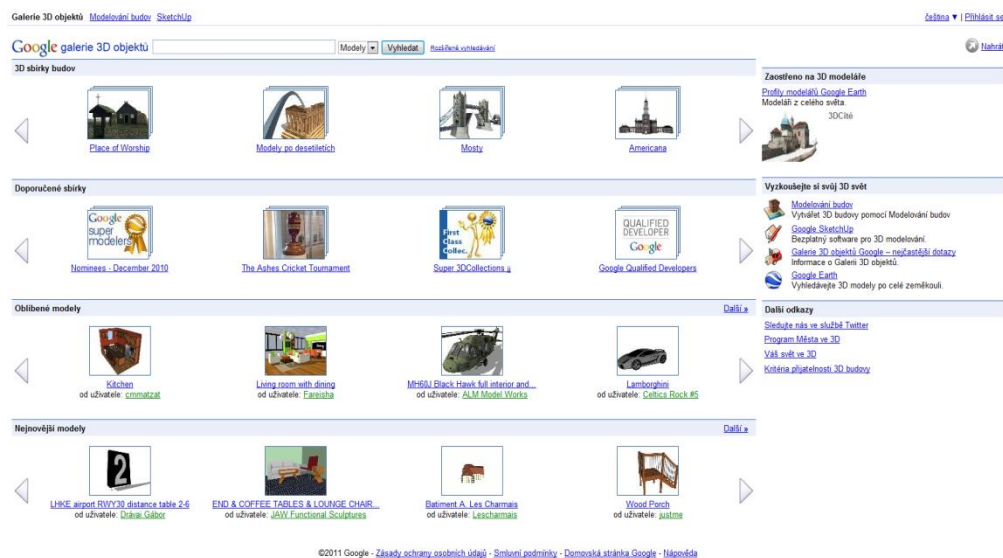 Galerie 3D objektů Modelování budov SketchUp
čeština ▼ | Přihlásit se
Google galerie 3D objektů Modely Vyhledat Rozšířené vyhledávání
Nahrát
3D sbírky budov
Place of Worship
Modely po desetiletích
Mosty
Americana
Doporučené sbírky
Google super modelers
First Class Collec.
QUALIFIED DEVELOPER Google
Nominees - December 2010
The Ashes Cricket Tournament
Super 3DCollections
Google Qualified Developers
Oblíbené modely
Další »
Kitchen
od uživatele: cmmatzat
Living room with dining
od uživatele: Fareisha
MH60J Black Hawk full interior and...
od uživatele: ALM Model Works
Lamborghini
od uživatele: Celtics Rock #5
Nejnovější modely
Další »
2
LHKE airport RWY30 distance table 2-6
od uživatele: Drávai Gábor
END & COFFEE TABLES & LOUNGE CHAIR...
od uživatele: JAW Functional Sculptures
Batiment A. Les Charmais
od uživatele: Lescharmais
Wood Porch
od uživatele: justme
Zaostřeno na 3D modeláře
Profily modelářů Google Earth
Modeláři z celého světa.
3DCité
Vyzkoušejte si svůj 3D svět
Modelování budov
Vytvářet 3D budovy pomocí Modelování budov
Google SketchUp
Bezplatný software pro 3D modelování.
Galerie 3D objektů Google – nejčastější dotazy
Informace o Galerii 3D objektů.
Google Earth
Vyhledávejte 3D modely po celé zeměkouli.
Další odkazy
Sledujte nás ve službě Twitter
Program Města ve 3D
Váš svět ve 3D
Kritéria přijatelnosti 3D budovy
©2011 Google - Zásady ochrany osobních údajů - Smluvní podmínky - Domovská stránka Google - Nápověda